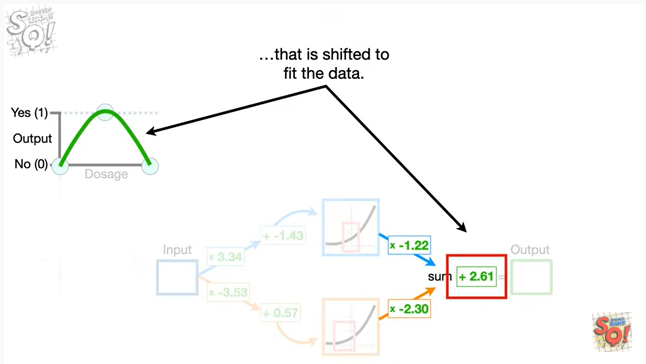 …that is shifted to
fit the data.
Yes (1)
Output
No (0)
Dosage
Input
x 3.34
+ -1.43
x -1.22
Output
sum
+ 2.61
=
x -3.53
+ 0.57
x -2.30
SQ!